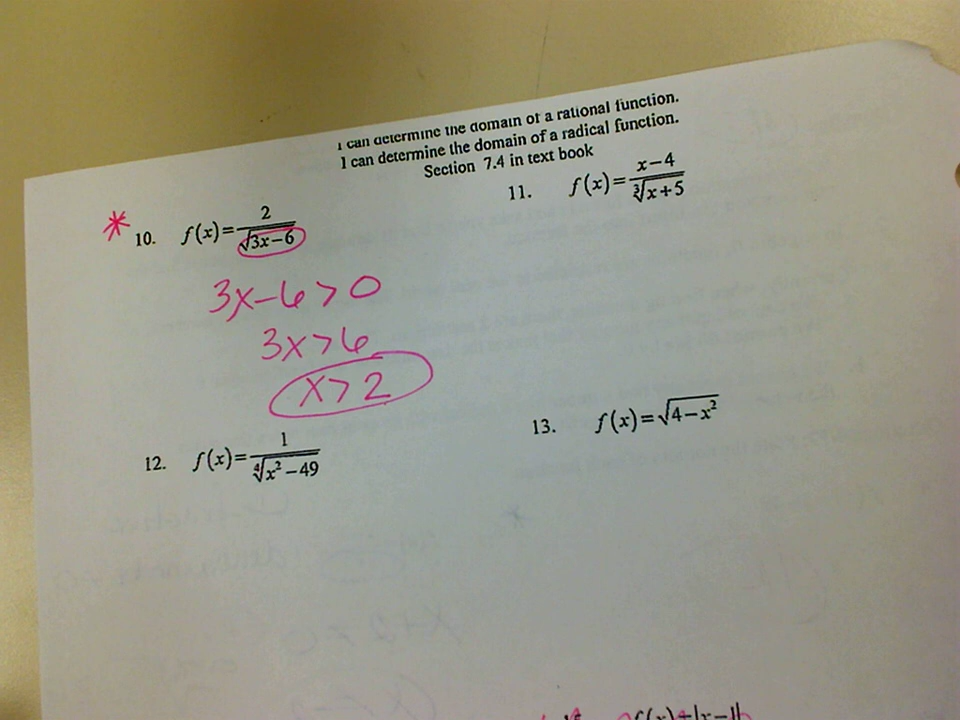 I can determine the domain of a rational function.
I can determine the domain of a radical function.
Section 7.4 in text book
* 10. f(x)=2/√(3x−6)
3x−6>0
3x>6
x>2
11. f(x)=(x−4)/∛(x+5)
12. f(x)=1/∜(x²−49)
13. f(x)=√(4−x²)